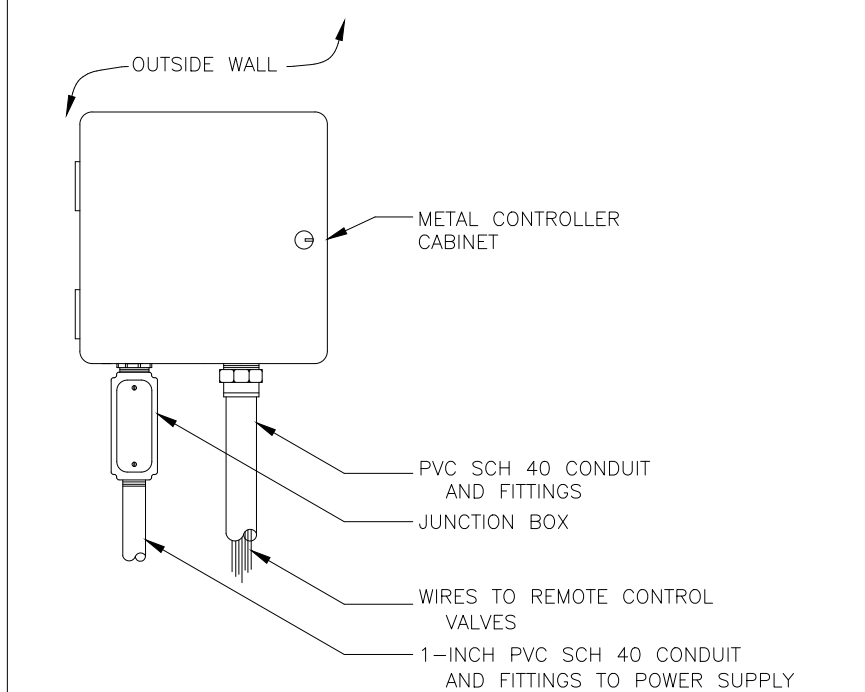 OUTSIDE WALL
METAL CONTROLLER
CABINET
PVC SCH 40 CONDUIT
AND FITTINGS
JUNCTION BOX
WIRES TO REMOTE CONTROL
VALVES
1-INCH PVC SCH 40 CONDUIT
AND FITTINGS TO POWER SUPPLY